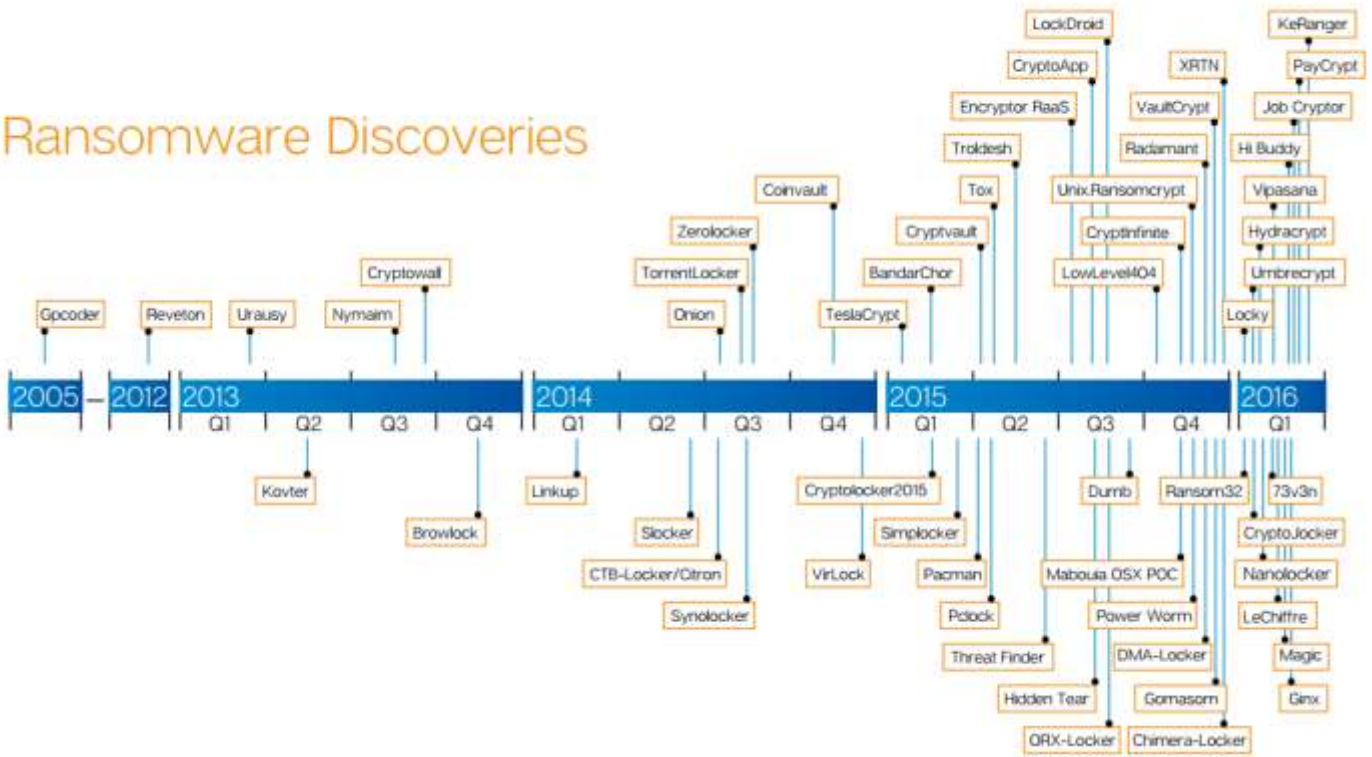 LockDroid
KeRanger
CryptoApp
XRTN
PayCrypt
Encryptor RaaS
VaultCrypt
Job Cryptor
Ransomware Discoveries
Troldesh
Radamant
Hi Buddy
Coinvault
Tox
Unix.Ransomcrypt
Vipasana
Zerolocker
Cryptvault
CryptInfinite
Hydracrypt
Cryptowall
TorrentLocker
BandarChor
LowLevel404
Umbrecrypt
Gpcoder
Reveton
Urausy
Nymaim
Onion
TeslaCrypt
Locky
2005 – 2012 2013 2014 2015 2016
Q1 Q2 Q3 Q4 Q1 Q2 Q3 Q4 Q1 Q2 Q3 Q4 Q1
Kovter
Linkup
Cryptolocker2015
Dumb
Ransom32
73v3n
Browlock
Slocker
Simplocker
CryptoJocker
CTB-Locker/Citron
VirLock
Pacman
Mabouia OSX POC
Nanolocker
Synolocker
Pclock
Power Worm
LeChiffre
Threat Finder
DMA-Locker
Magic
Hidden Tear
Gomasom
Ginx
ORX-Locker
Chimera-Locker